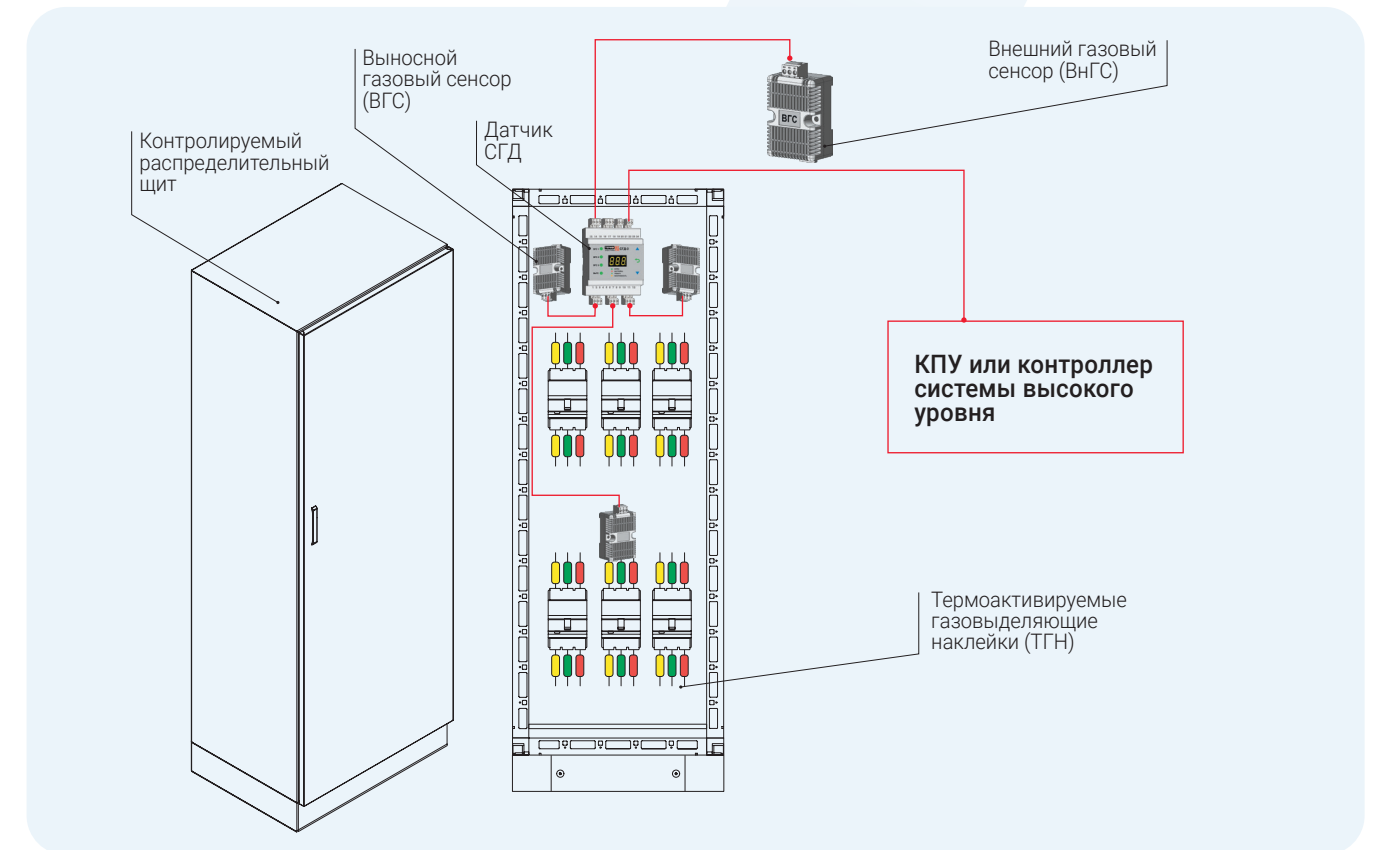 Выносной
газовый сенсор
(ВГС)
Внешний газовый
сенсор (ВнГС)
ВГС
Контролируемый
распределительный
щит
Датчик
СГД
888
КПУ или контроллер
системы высокого
уровня
Термоактивируемые
газовыделяющие
наклейки (ТГН)